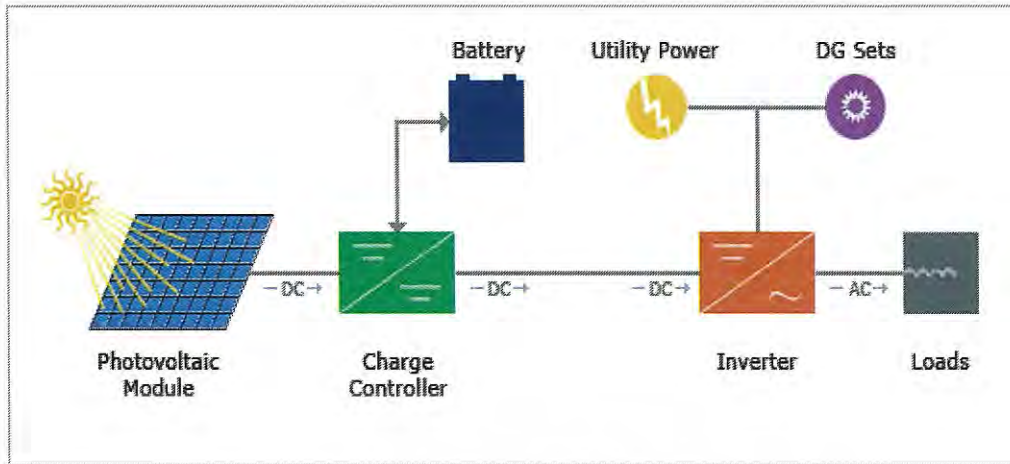 Battery
Utility Power
DG Sets
DC
DC
DC
AC
Photovoltaic
Module
Charge
Controller
Inverter
Loads